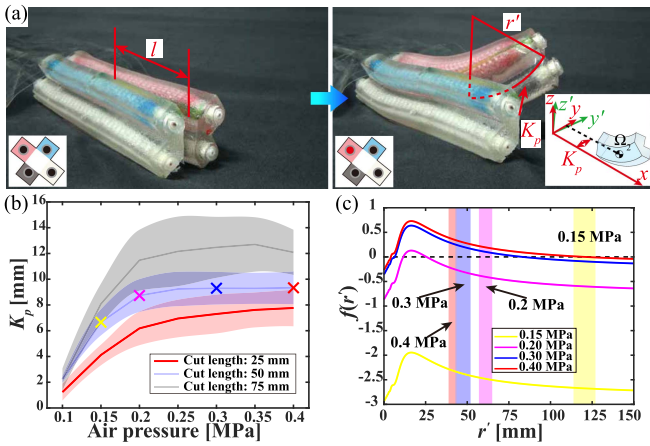 (a)
l
r'
K_p
z
z'
y
y'
Ω_2
K_p
x
(b)
16
14
12
10
8
6
4
2
0
K_p [mm]
0.1
0.15
0.2
0.25
0.3
0.35
0.4
Air pressure [MPa]
Cut length: 25 mm
Cut length: 50 mm
Cut length: 75 mm
(c)
1
0.5
0
-0.5
-1
-1.5
-2
-2.5
-3
f(r')
0.15 MPa
0.3 MPa
0.2 MPa
0.4 MPa
0.15 MPa
0.20 MPa
0.30 MPa
0.40 MPa
0
25
50
75
100
125
150
r' [mm]